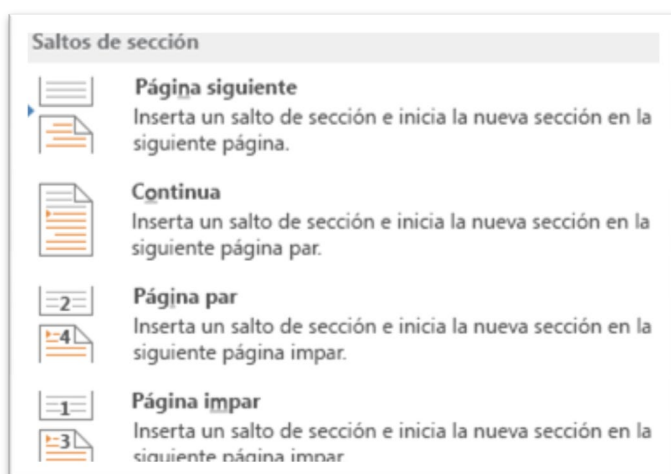 Saltos de sección
Página siguiente
Inserta un salto de sección e inicia la nueva sección en la
siguiente página.
Continua
Inserta un salto de sección e inicia la nueva sección en la
siguiente página par.
2
Página par
Inserta un salto de sección e inicia la nueva sección en la
4
siguiente página impar.
1
Página impar
Inserta un salto de sección e inicia la nueva sección en la
3
siguiente página impar